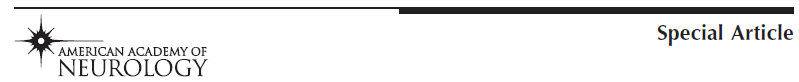 Special Article
AMERICAN ACADEMY OF
NEUROLOGY